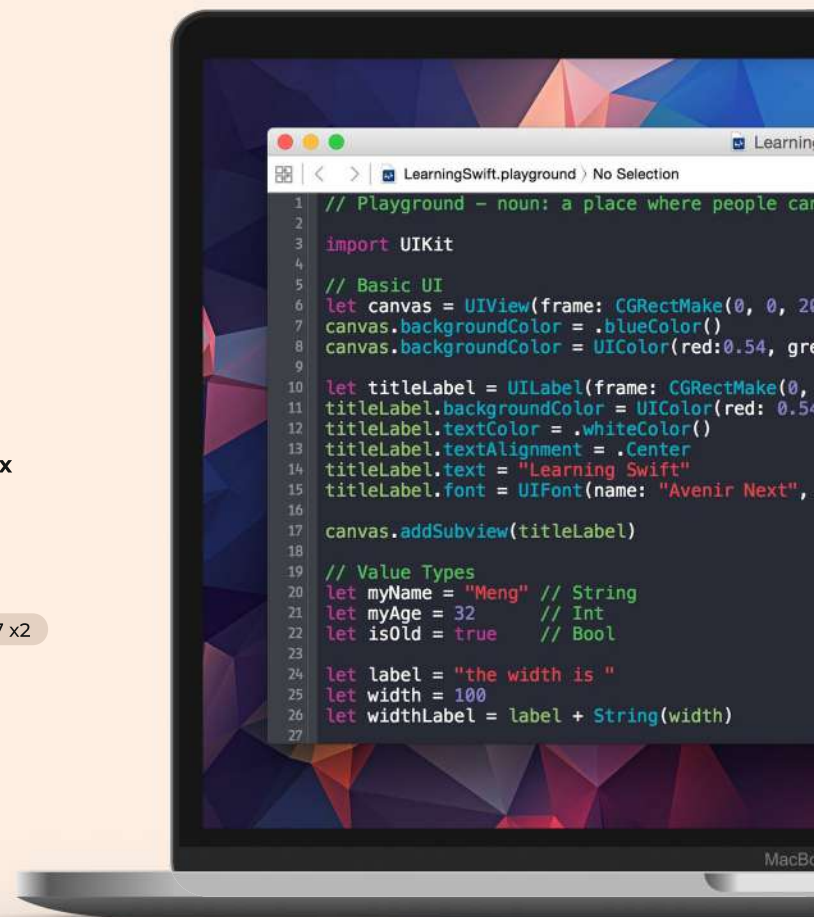 x
7 x2
Learning
LearningSwift.playground › No Selection
1 // Playground – noun: a place where people can
2
3 import UIKit
4
5 // Basic UI
6 let canvas = UIView(frame: CGRectMake(0, 0, 20
7 canvas.backgroundColor = .blueColor()
8 canvas.backgroundColor = UIColor(red:0.54, gre
9
10 let titleLabel = UILabel(frame: CGRectMake(0,
11 titleLabel.backgroundColor = UIColor(red: 0.54
12 titleLabel.textColor = .whiteColor()
13 titleLabel.textAlignment = .Center
14 titleLabel.text = "Learning Swift"
15 titleLabel.font = UIFont(name: "Avenir Next",
16
17 canvas.addSubview(titleLabel)
18
19 // Value Types
20 let myName = "Meng" // String
21 let myAge = 32 // Int
22 let isOld = true // Bool
23
24 let label = "the width is "
25 let width = 100
26 let widthLabel = label + String(width)
27
MacBo